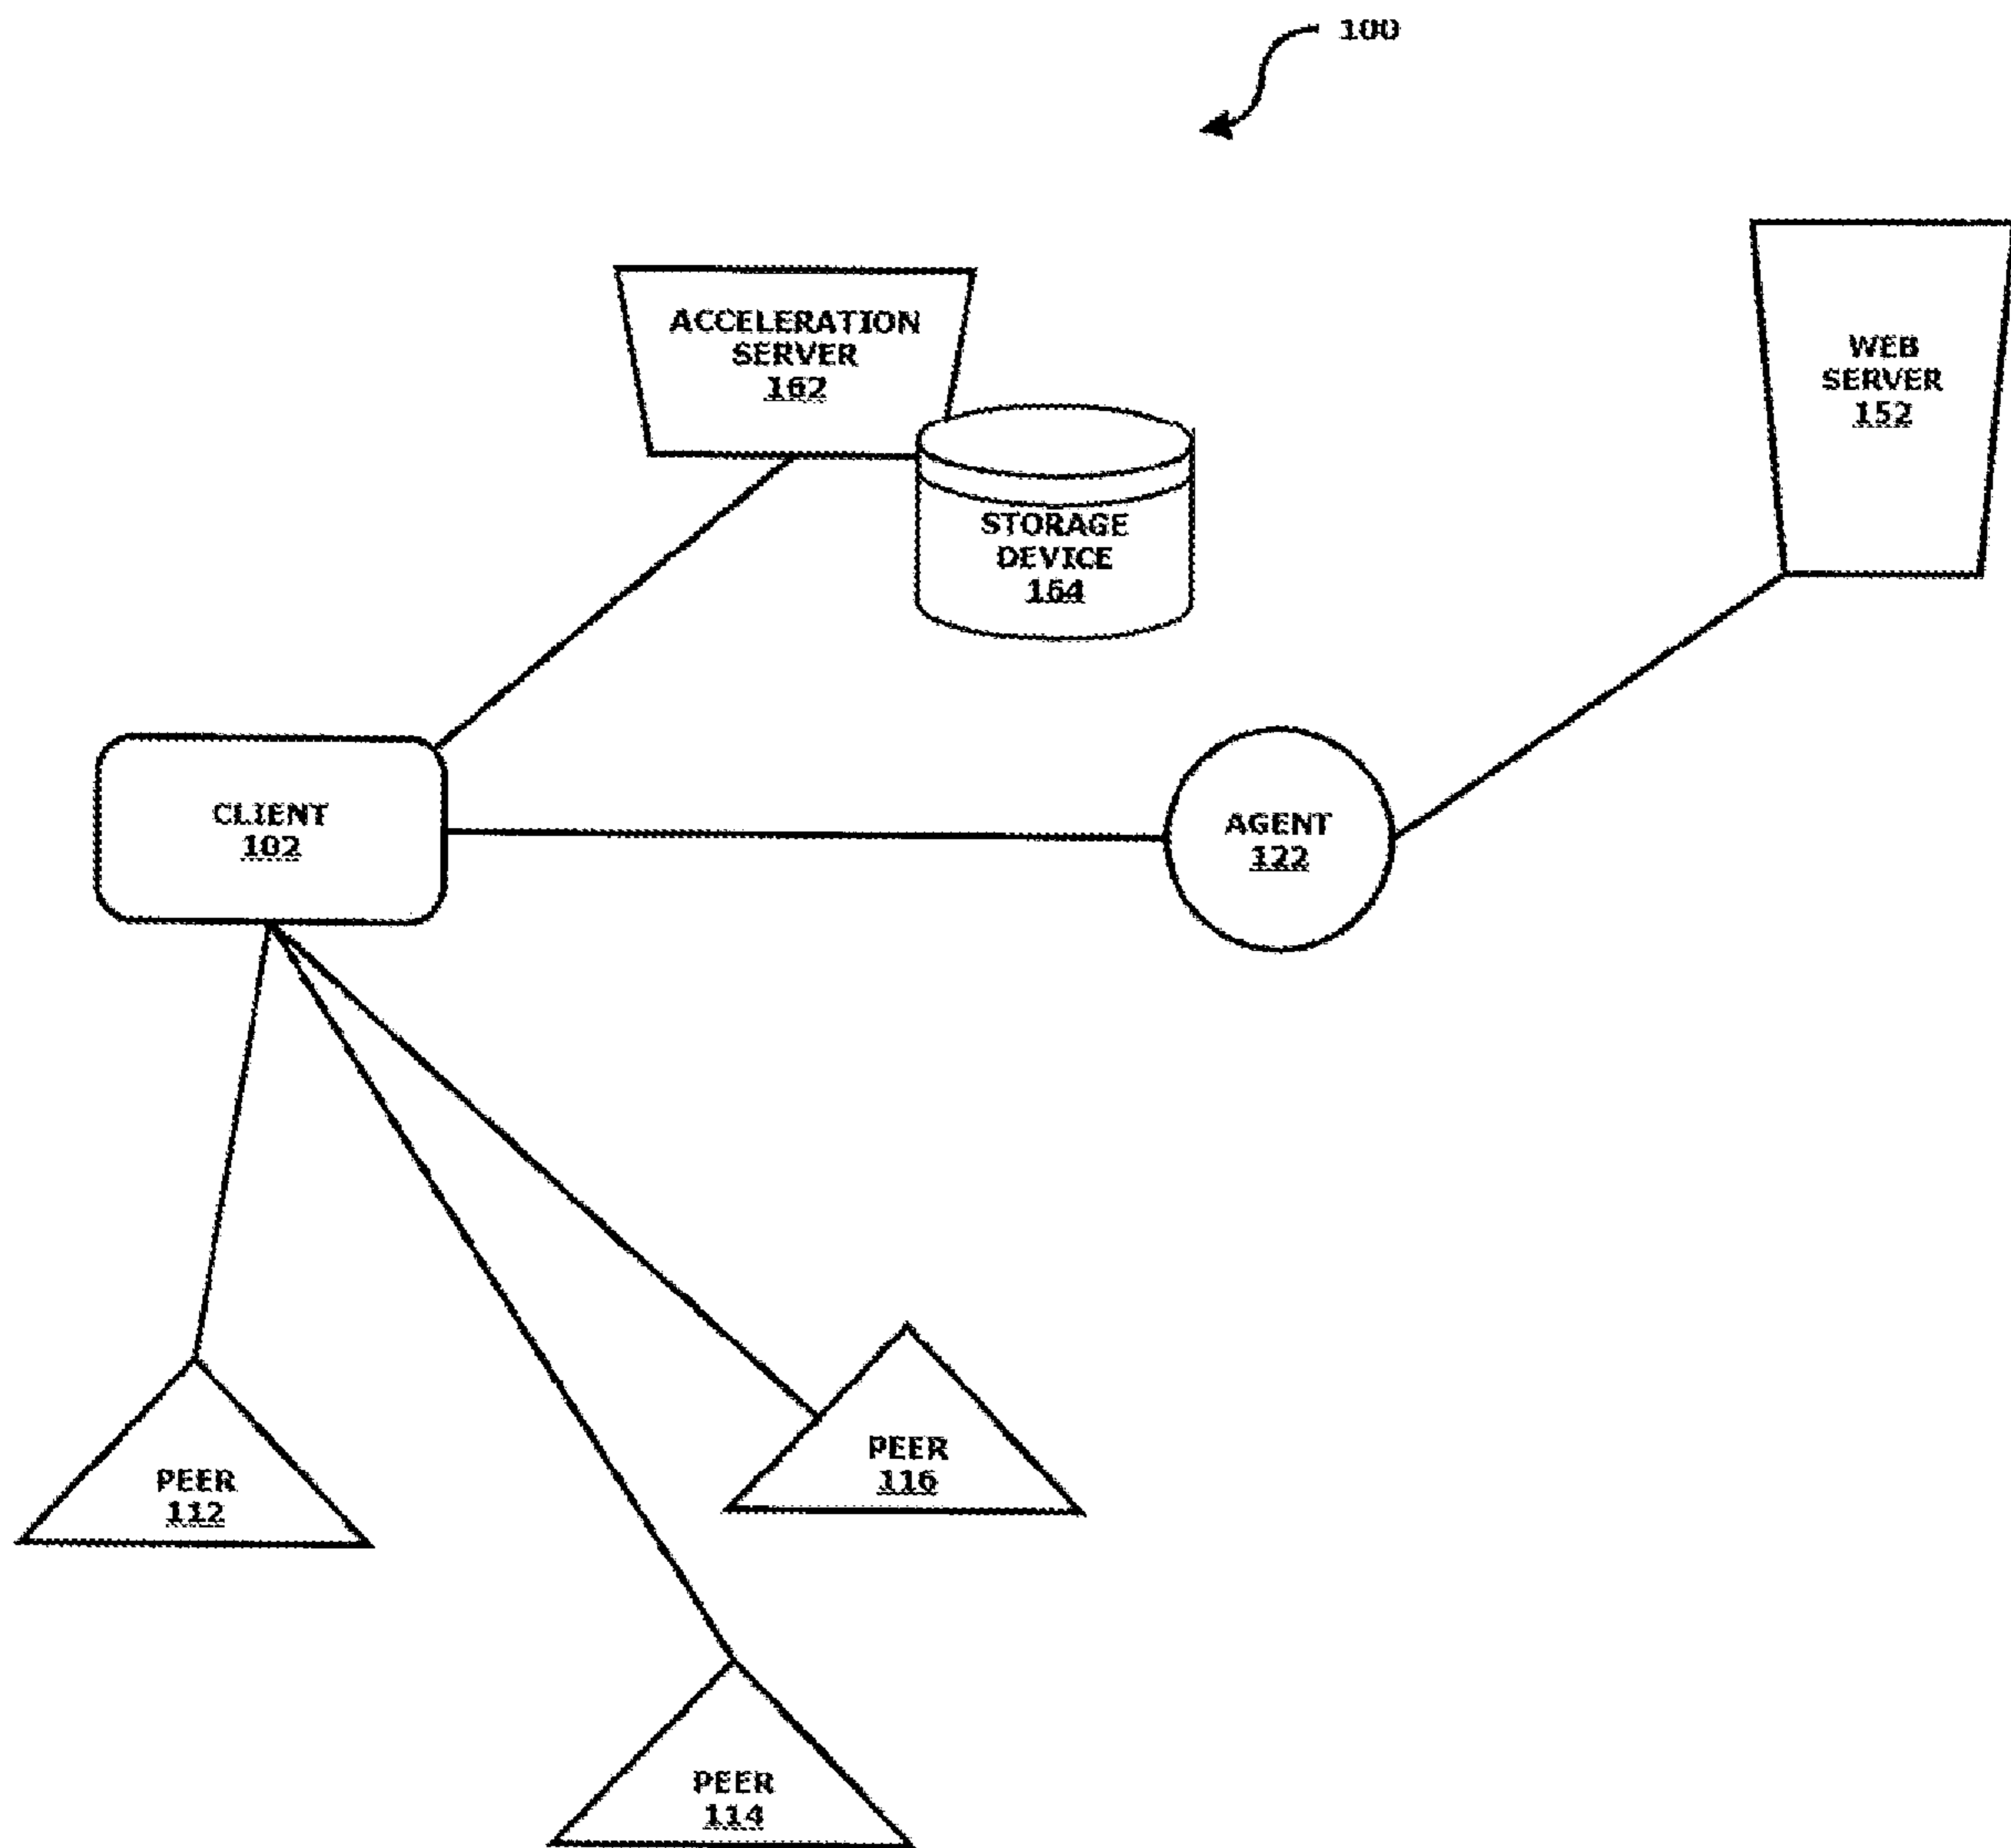 100
ACCELERATION
SERVER
162
WEB
SERVER
152
STORAGE
DEVICE
164
CLIENT
102
AGENT
122
PEER
116
PEER
112
PEER
114